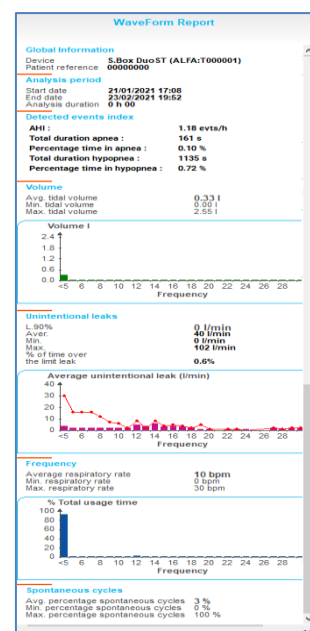 WaveForm Report
Global Information
Device S.Box DuoST (ALFA:T000001)
Patient reference 00000000
Analysis period
Start date 21/01/2021 17:08
End date 23/02/2021 19:52
Analysis duration 0 h 00
Detected events index
AHI : 1.18 evts/h
Total duration apnea : 161 s
Percentage time in apnea : 0.10 %
Total duration hypopnea : 1135 s
Percentage time in hypopnea : 0.72 %
Volume
Avg. tidal volume 0.33 l
Min. tidal volume 0.00 l
Max. tidal volume 2.55 l
Volume l
2.4
1.8
1.2
0.6
0.0
<5 6 8 10 12 14 16 18 20 22 24 26 28
Frequency
Unintentional leaks
L.90% 0 l/min
Aver. 40 l/min
Min. 0 l/min
Max. 102 l/min
% of time over
the limit leak 0.6%
Average unintentional leak (l/min)
40
30
20
10
0
<5 6 8 10 12 14 16 18 20 22 24 26 28
Frequency
Frequency
Average respiratory rate 10 bpm
Min. respiratory rate 0 bpm
Max. respiratory rate 30 bpm
% Total usage time
100
80
60
40
20
0
<5 6 8 10 12 14 16 18 20 22 24 26 28
Frequency
Spontaneous cycles
Avg. percentage spontaneous cycles 3 %
Min. percentage spontaneous cycles 0 %
Max. percentage spontaneous cycles 100 %